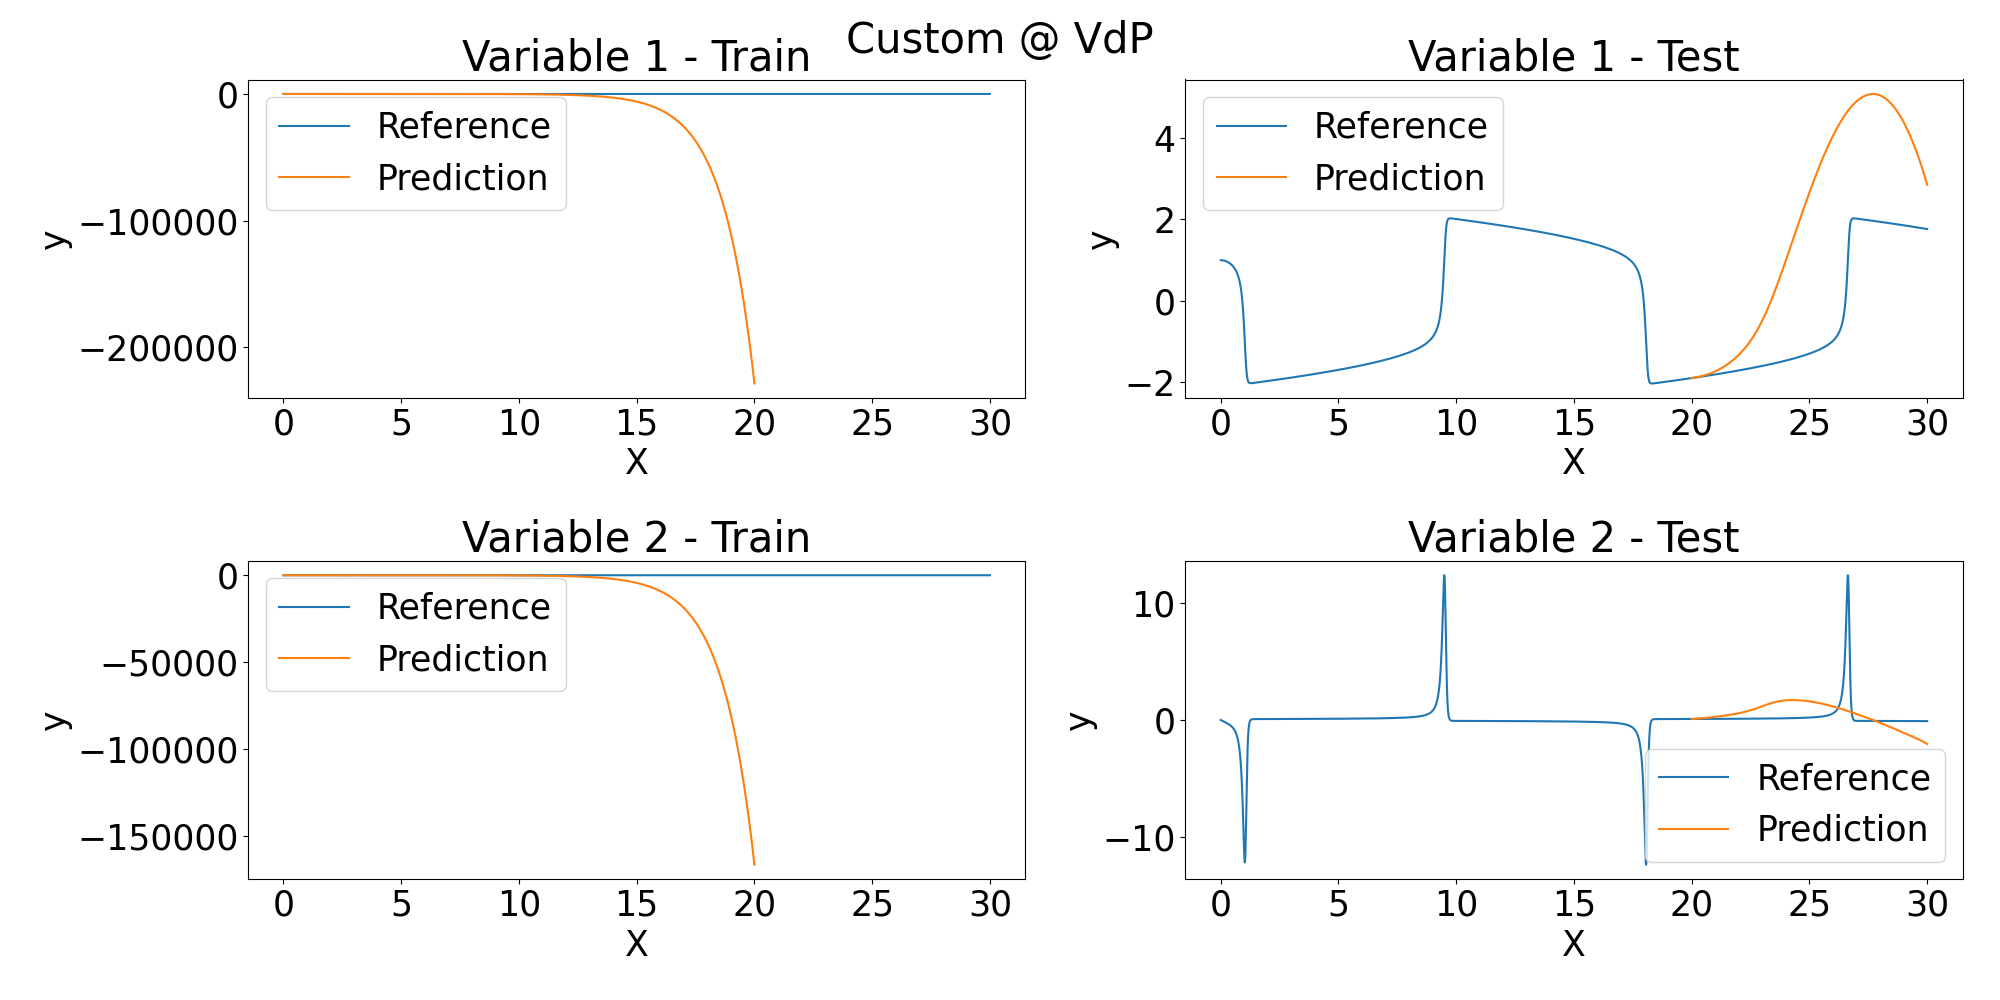 Custom @ VdP
Variable 1 - Train
0
−100000
−200000
y
Reference
Prediction
0 5 10 15 20 25 30
X
Variable 1 - Test
4
2
0
−2
y
Reference
Prediction
0 5 10 15 20 25 30
X
Variable 2 - Train
0
−50000
−100000
−150000
y
Reference
Prediction
0 5 10 15 20 25 30
X
Variable 2 - Test
10
0
−10
y
Reference
Prediction
0 5 10 15 20 25 30
X